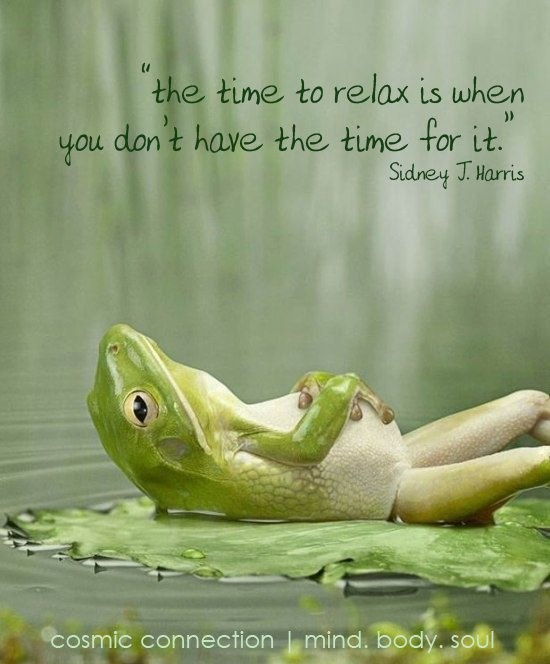 "the time to relax is when
you don't have the time for it."
Sidney J. Harris
cosmic connection | mind. body. soul